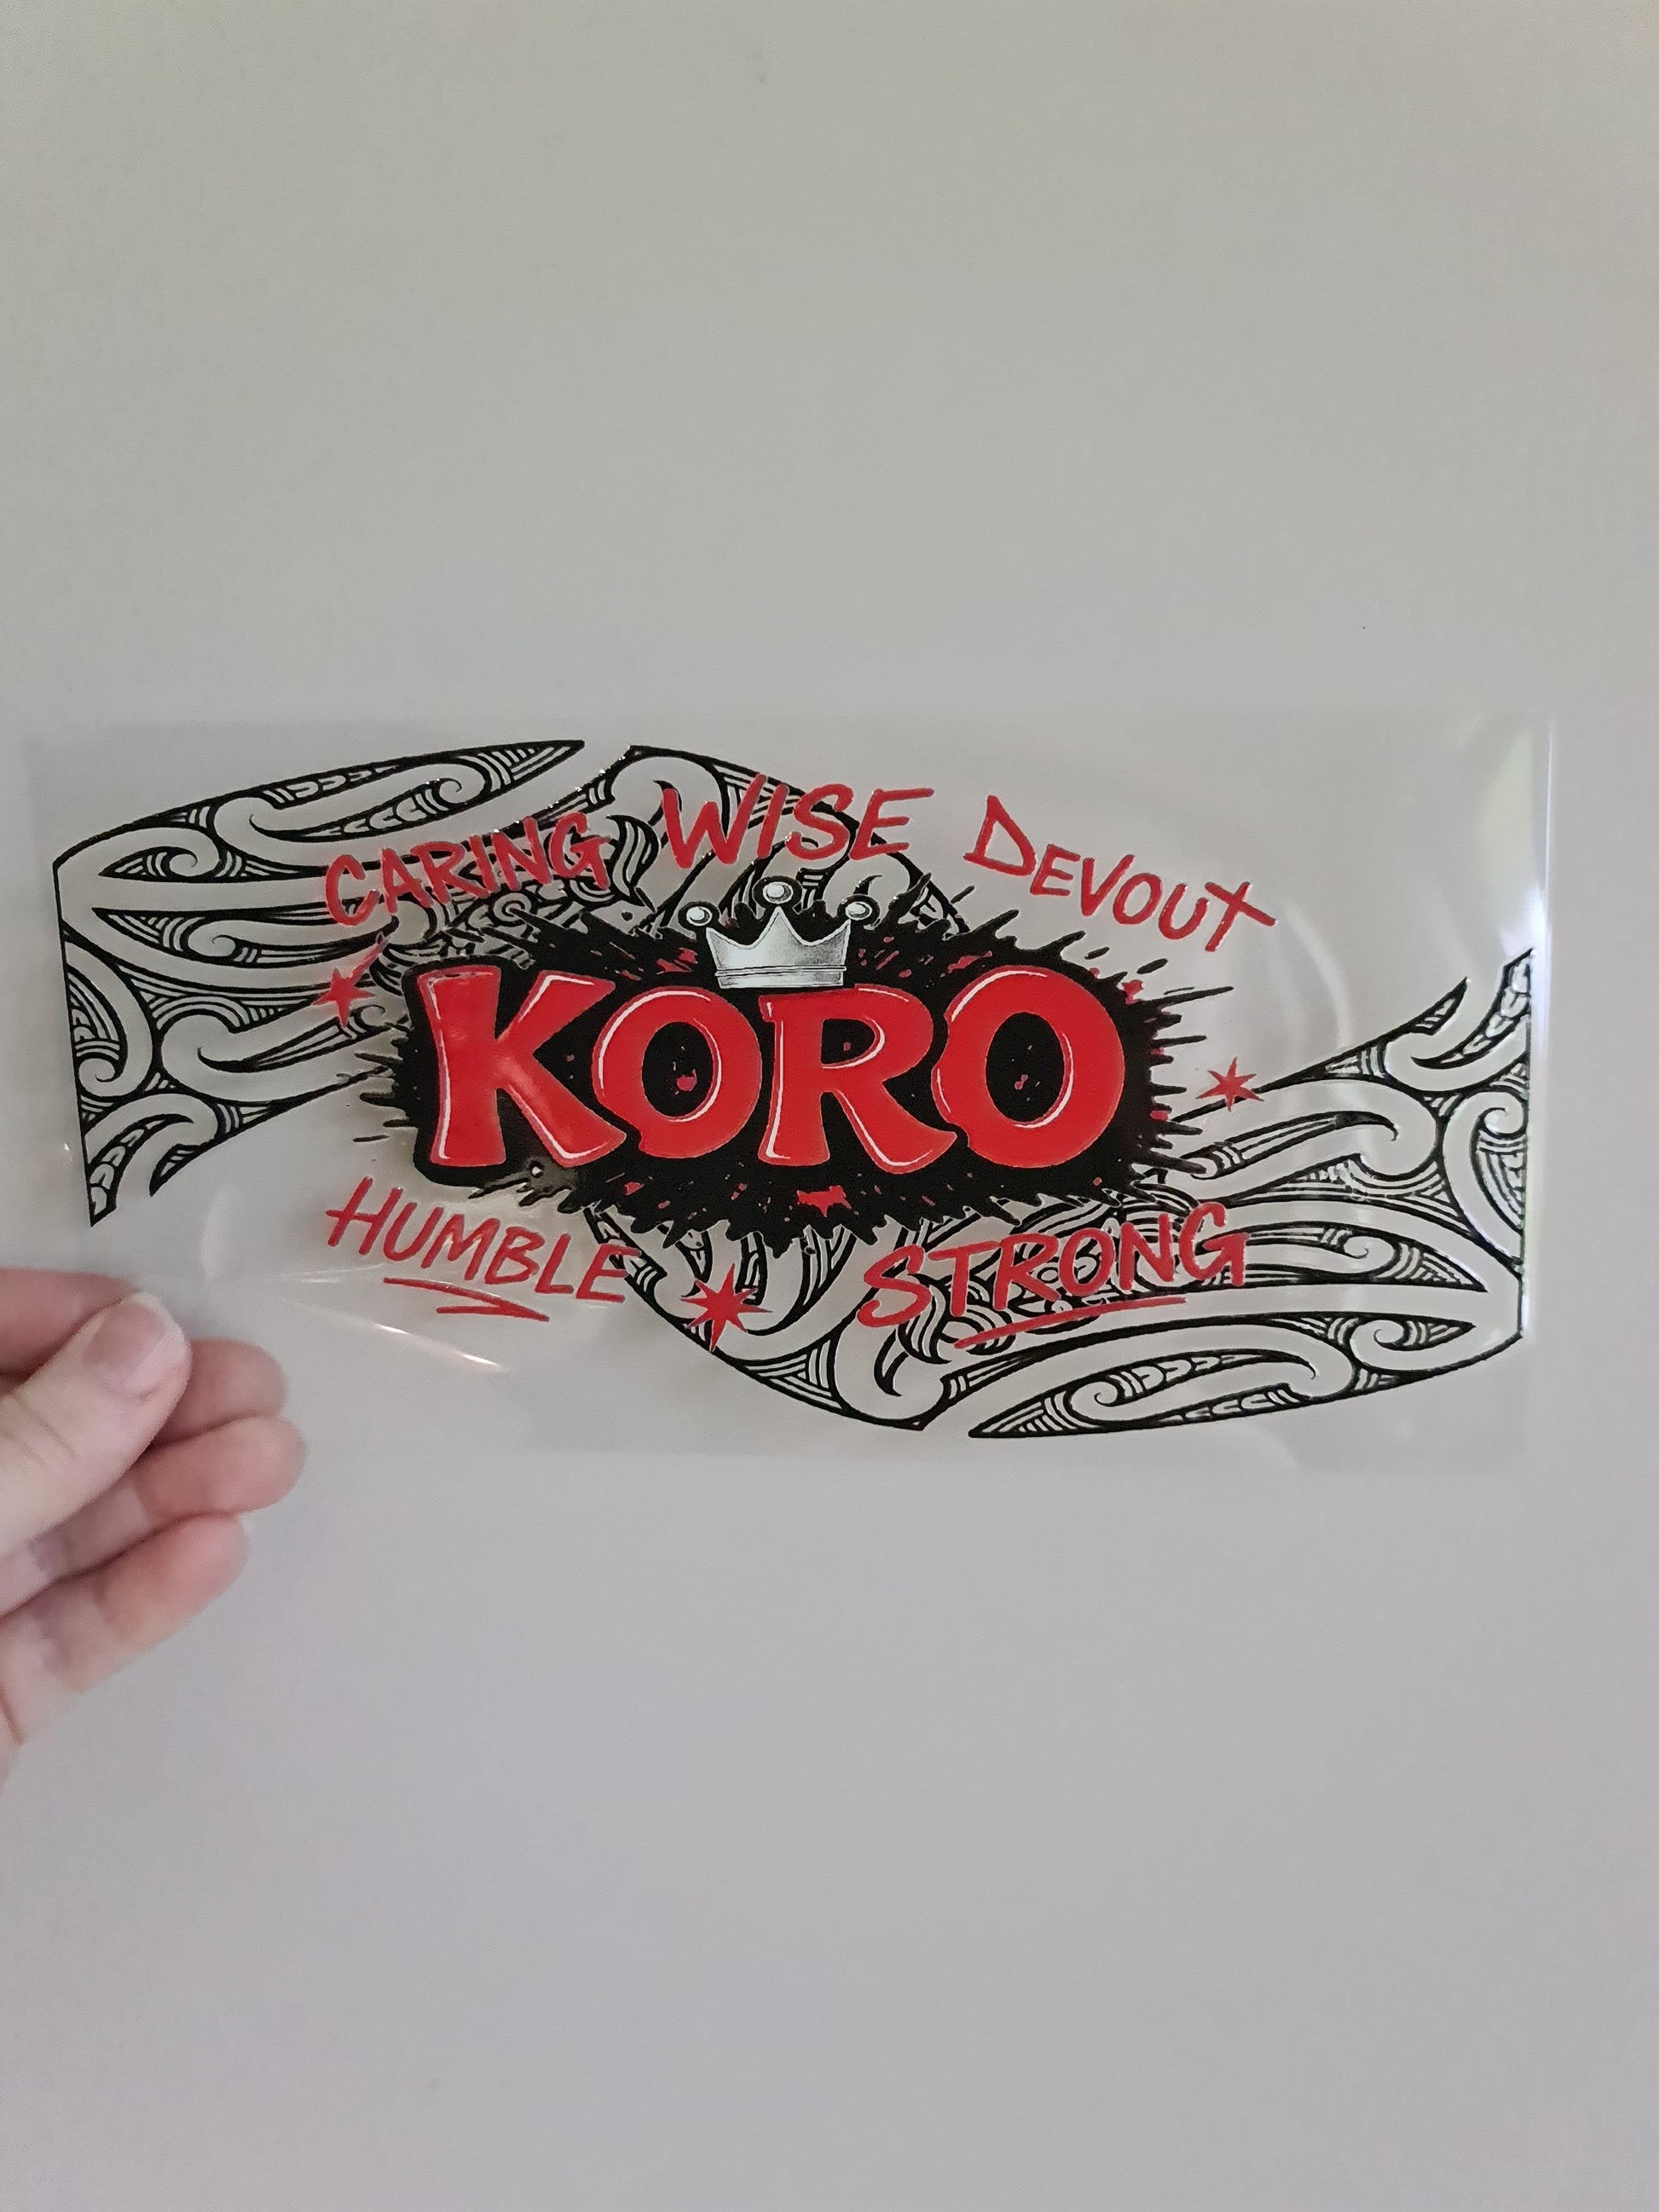 CARING WISE DEVOUT
KORO
HUMBLE STRONG